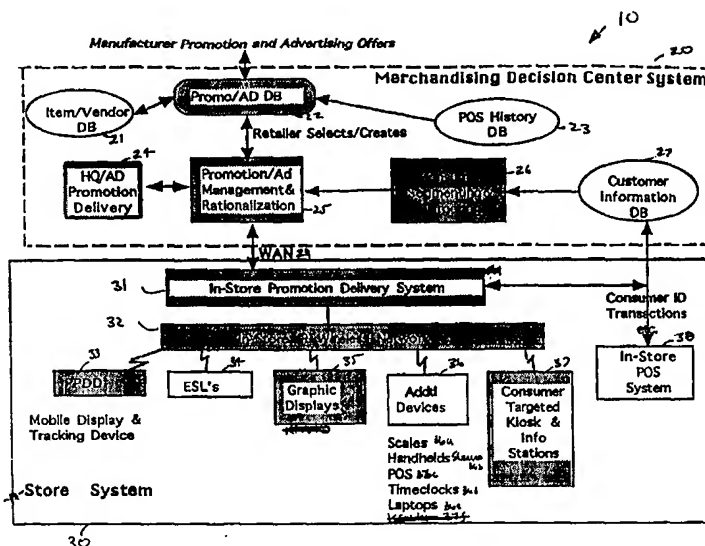 10
Manufacturer Promotion and Advertising Offers
20
Merchandising Decision Center System
Item/Vendor
DB
21
Promo/AD DB
22
POS History
DB
23
Retailer Selects/Creates
24
HQ/AD
Promotion
Delivery
Promotion/Ad
Management &
Rationalization
25
26
27
Customer
Information
DB
WAN 29
31
In-Store Promotion Delivery System
Consumer ID
Transactions
etc
32
33
PDD
Mobile Display &
Tracking Device
34
ESL's
35
Graphic
Displays
36
Add'l
Devices
37
Consumer
Targeted
Kiosk &
Info
Stations
38
In-Store
POS
System
Scales
Handhelds
POS
Timeclocks
Laptops
Store System
30